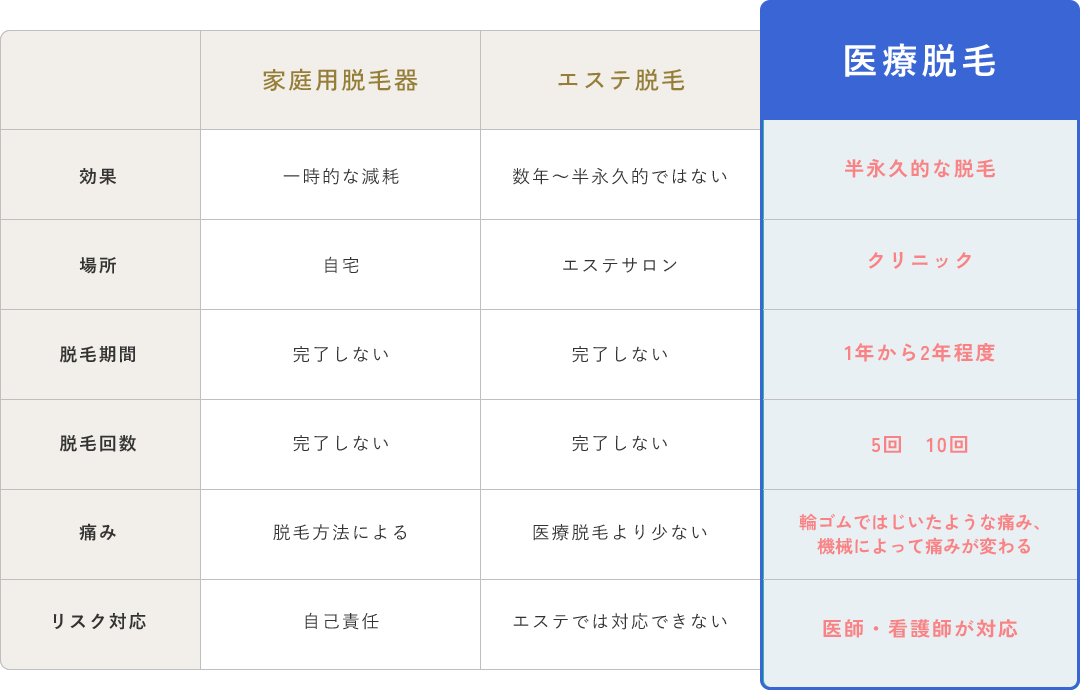 家庭用脱毛器 エステ脱毛 医療脱毛
効果 一時的な減耗 数年〜半永久的ではない 半永久的な脱毛
場所 自宅 エステサロン クリニック
脱毛期間 完了しない 完了しない 1年から2年程度
脱毛回数 完了しない 完了しない 5回　10回
痛み 脱毛方法による 医療脱毛より少ない 輪ゴムではじいたような痛み、
機械によって痛みが変わる
リスク対応 自己責任 エステでは対応できない 医師・看護師が対応